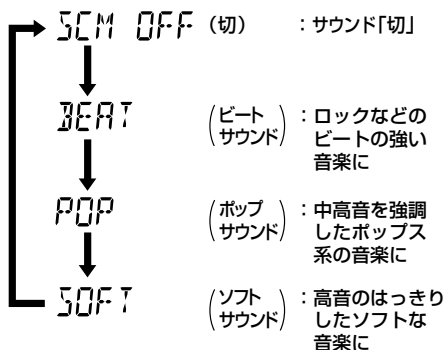 SCM OFF (切) :サウンド「切」
BEAT (ビートサウンド) :ロックなどの
ビートの強い
音楽に
POP (ポップサウンド) :中高音を強調
したポップス
系の音楽に
SOFT (ソフトサウンド) :高音のはっきり
したソフトな
音楽に